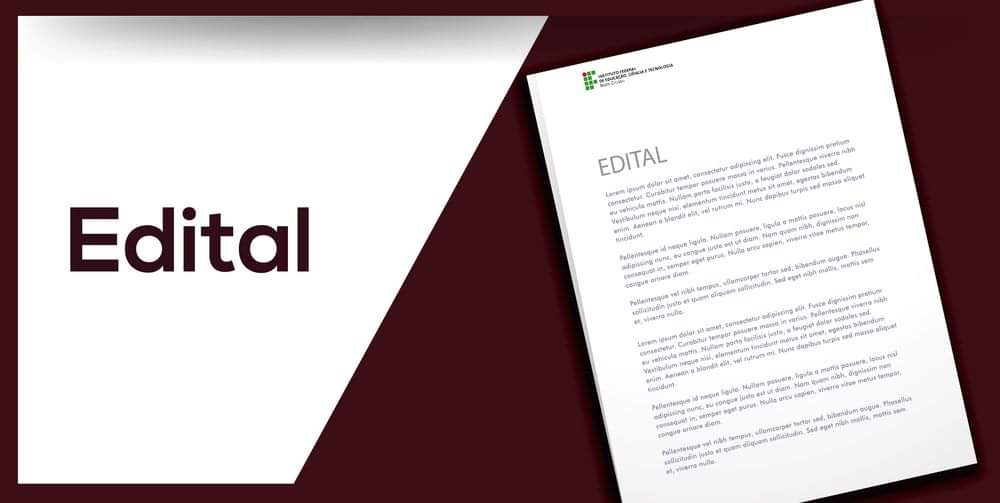 Edital
INSTITUTO FEDERAL
DE EDUCAÇÃO, CIÊNCIA E TECNOLOGIA
EDITAL
Lorem ipsum dolor sit amet, consectetur adipiscing elit. Fusce dignissim pretium
consectetur. Curabitur tempor posuere massa in varius. Pellentesque viverra nibh
eu vehicula mattis. Nullam porta facilisis justo, a feugiat dolor sodales sed.
Vestibulum neque nisi, elementum tincidunt metus sit amet, egestas bibendum
enim. Aenean a blandit elit, vel rutrum mi. Nunc dapibus turpis sed massa aliquet
tincidunt.
Pellentesque id neque ligula. Nullam posuere, ligula a mattis posuere, lacus nisl
adipiscing nunc, eu congue justo est ut diam. Nam quam nibh, dignissim non
consequat in, semper eget purus. Nulla arcu sapien, viverra vitae metus tempor,
congue ornare diam.
Pellentesque vel nibh tempus, ullamcorper tortor sed, bibendum augue. Phasellus
sollicitudin justo et quam aliquam sollicitudin. Sed eget nibh mollis, mattis sem
et, viverra nulla.
Lorem ipsum dolor sit amet, consectetur adipiscing elit. Fusce dignissim pretium
consectetur. Curabitur tempor posuere massa in varius. Pellentesque viverra nibh
eu vehicula mattis. Nullam porta facilisis justo, a feugiat dolor sodales sed.
Vestibulum neque nisi, elementum tincidunt metus sit amet, egestas bibendum
enim. Aenean a blandit elit, vel rutrum mi. Nunc dapibus turpis sed massa aliquet
tincidunt.
Pellentesque id neque ligula. Nullam posuere, ligula a mattis posuere, lacus nisl
adipiscing nunc, eu congue justo est ut diam. Nam quam nibh, dignissim non
consequat in, semper eget purus. Nulla arcu sapien, viverra vitae metus tempor,
congue ornare diam.
Pellentesque vel nibh tempus, ullamcorper tortor sed, bibendum augue. Phasellus
sollicitudin justo et quam aliquam sollicitudin. Sed eget nibh mollis, mattis sem
et, viverra nulla.